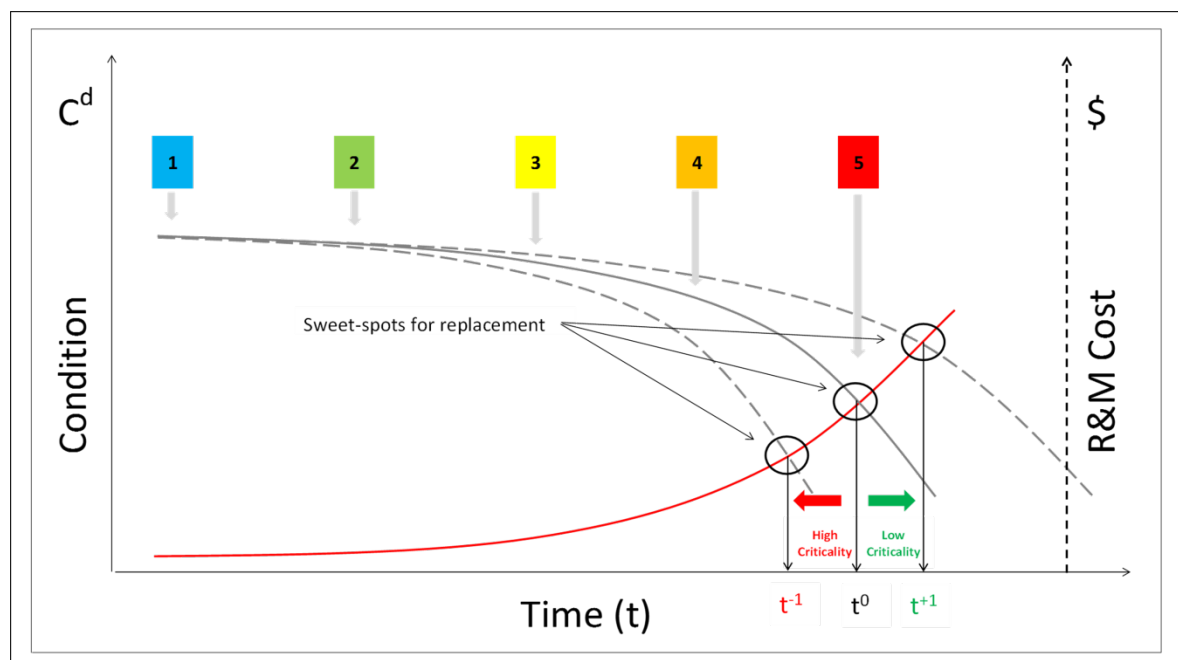 C^d
$
1
2
3
4
5
Sweet-spots for replacement
Condition
R&M Cost
High
Criticality
Low
Criticality
t^-1
t^0
t^+1
Time (t)